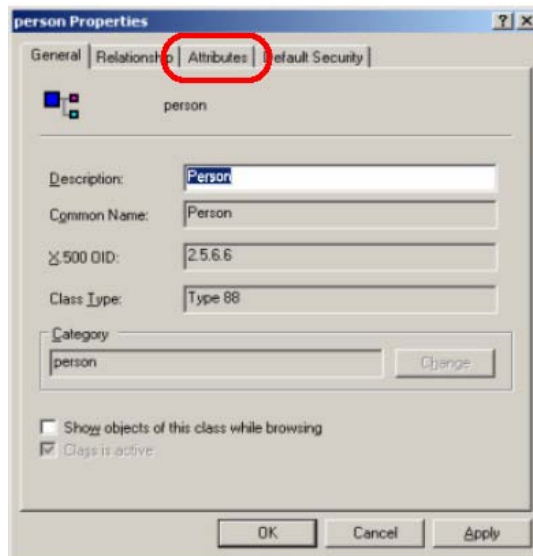 person Properties
General Relationship Attributes Default Security
person
Description: Person
Common Name: Person
X.500 OID: 2.5.6.6
Class Type: Type 88
Category
person Change
Show objects of this class while browsing
Class is active
OK Cancel Apply